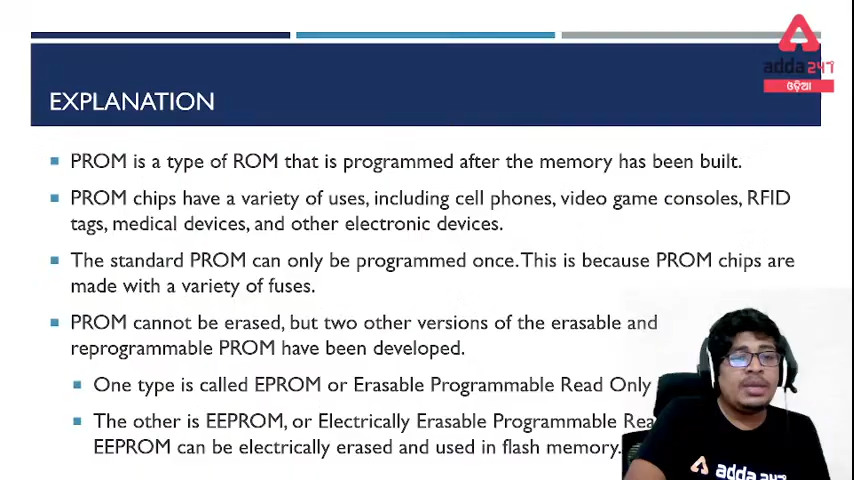 adda247
ଓଡ଼ିଆ
EXPLANATION
PROM is a type of ROM that is programmed after the memory has been built.
PROM chips have a variety of uses, including cell phones, video game consoles, RFID
tags, medical devices, and other electronic devices.
The standard PROM can only be programmed once. This is because PROM chips are
made with a variety of fuses.
PROM cannot be erased, but two other versions of the erasable and
reprogrammable PROM have been developed.
One type is called EPROM or Erasable Programmable Read Only
The other is EEPROM, or Electrically Erasable Programmable
EEPROM can be electrically erased and used in flash memory.
adda247